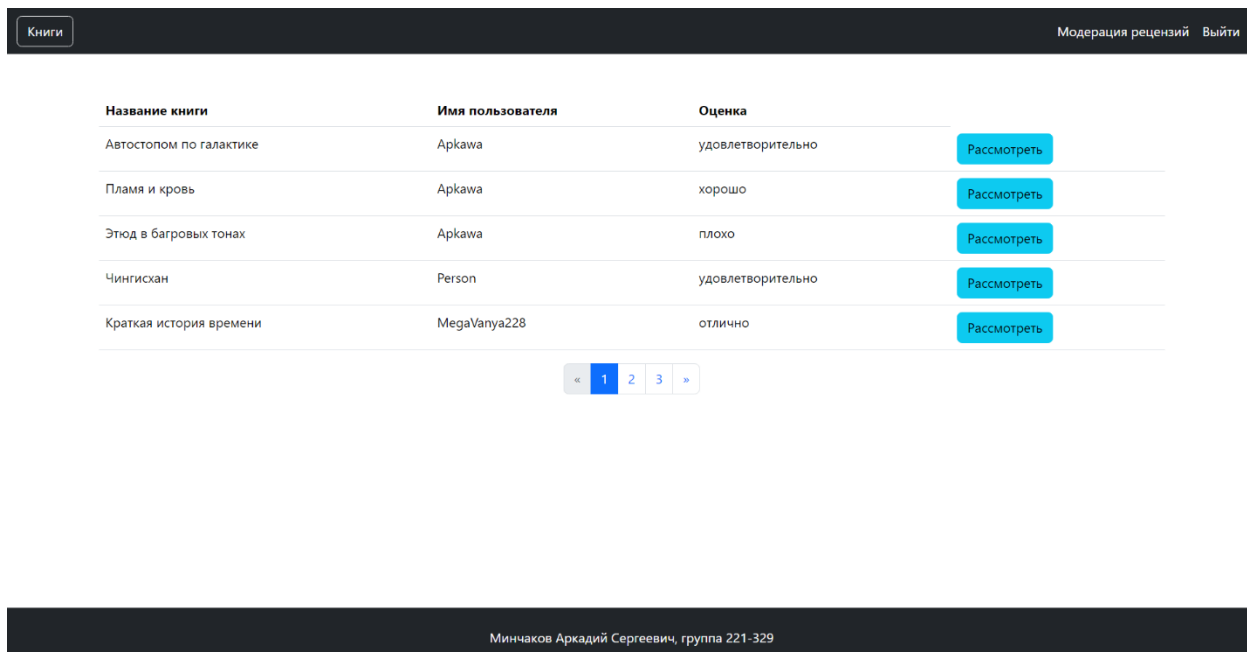 Книги Модерация рецензий Выйти
Название книги Имя пользователя Оценка
Автостопом по галактике Apkawa удовлетворительно Рассмотреть
Пламя и кровь Apkawa хорошо Рассмотреть
Этюд в багровых тонах Apkawa плохо Рассмотреть
Чингисхан Person удовлетворительно Рассмотреть
Краткая история времени MegaVanya228 отлично Рассмотреть
« 1 2 3 »
Минчаков Аркадий Сергеевич, группа 221-329